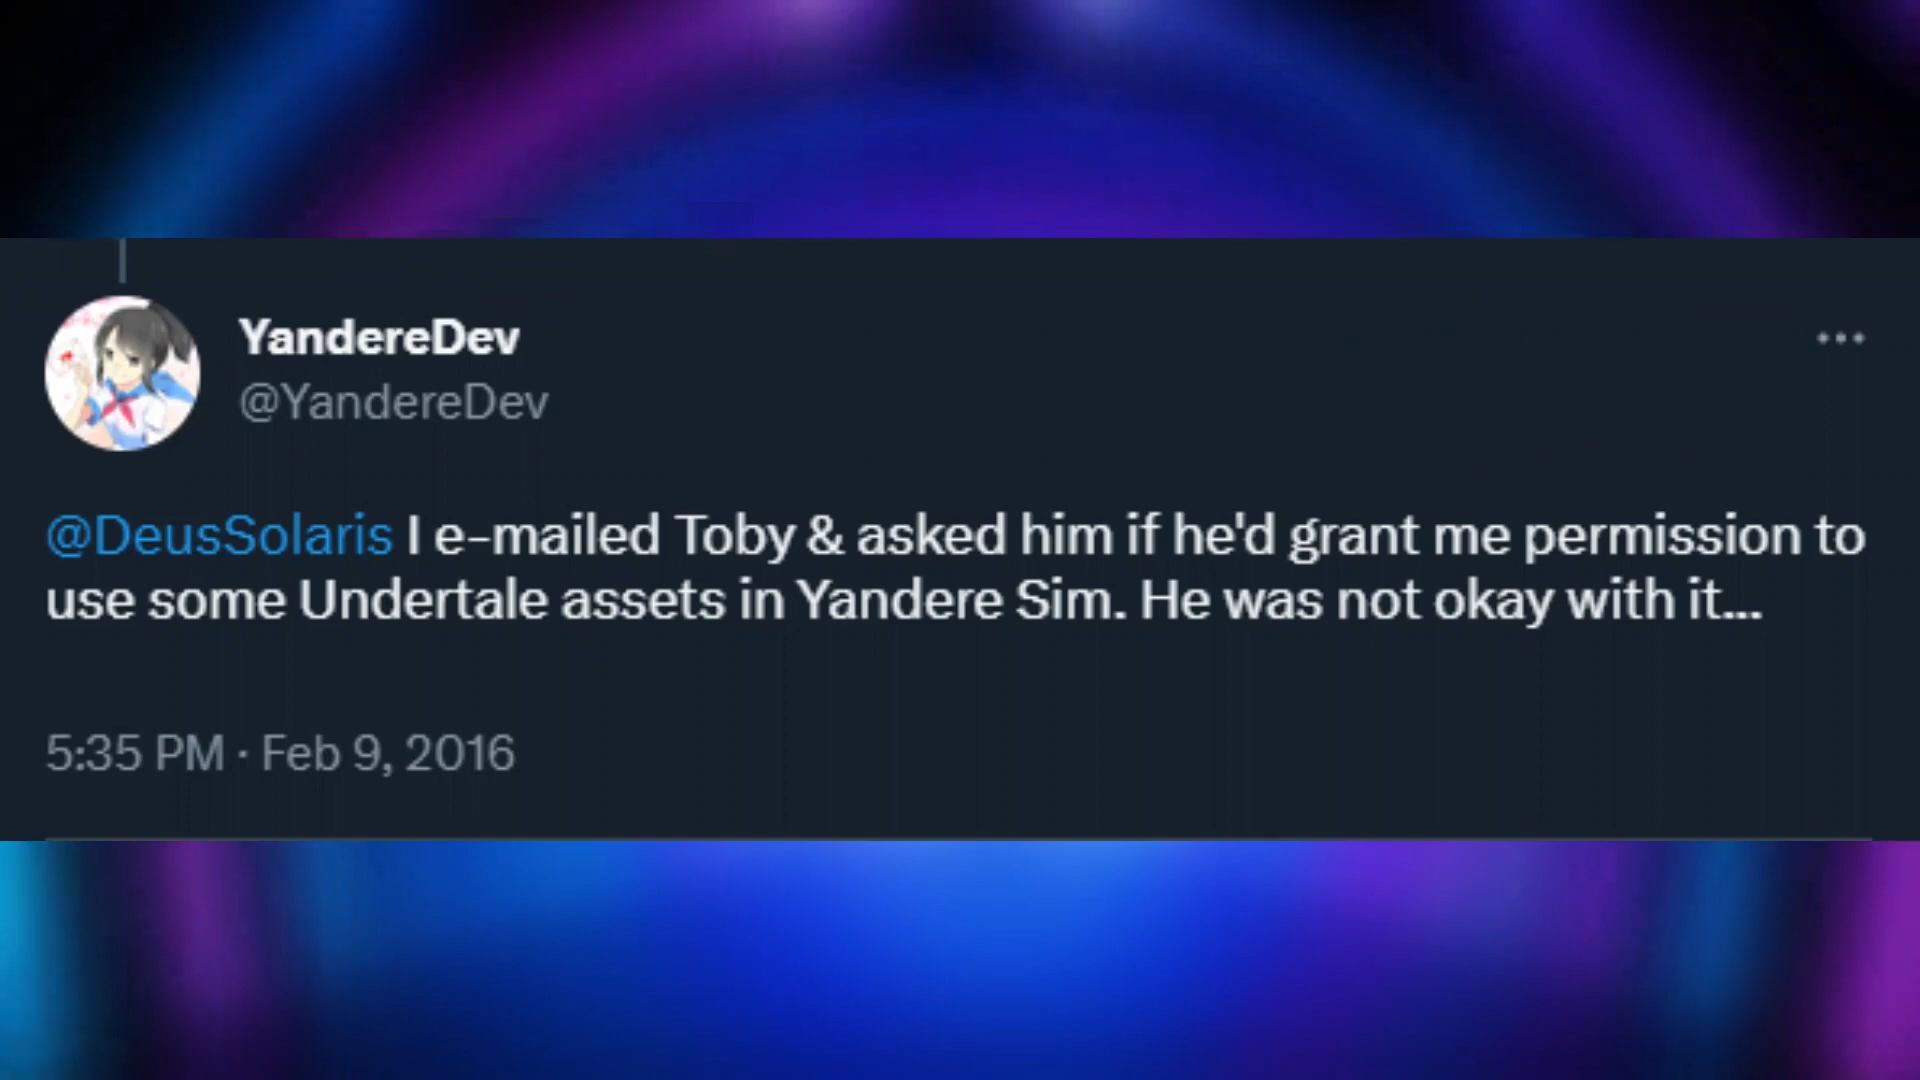 YandereDev
@YandereDev
@DeusSolaris I e-mailed Toby & asked him if he'd grant me permission to
use some Undertale assets in Yandere Sim. He was not okay with it...
5:35 PM · Feb 9, 2016